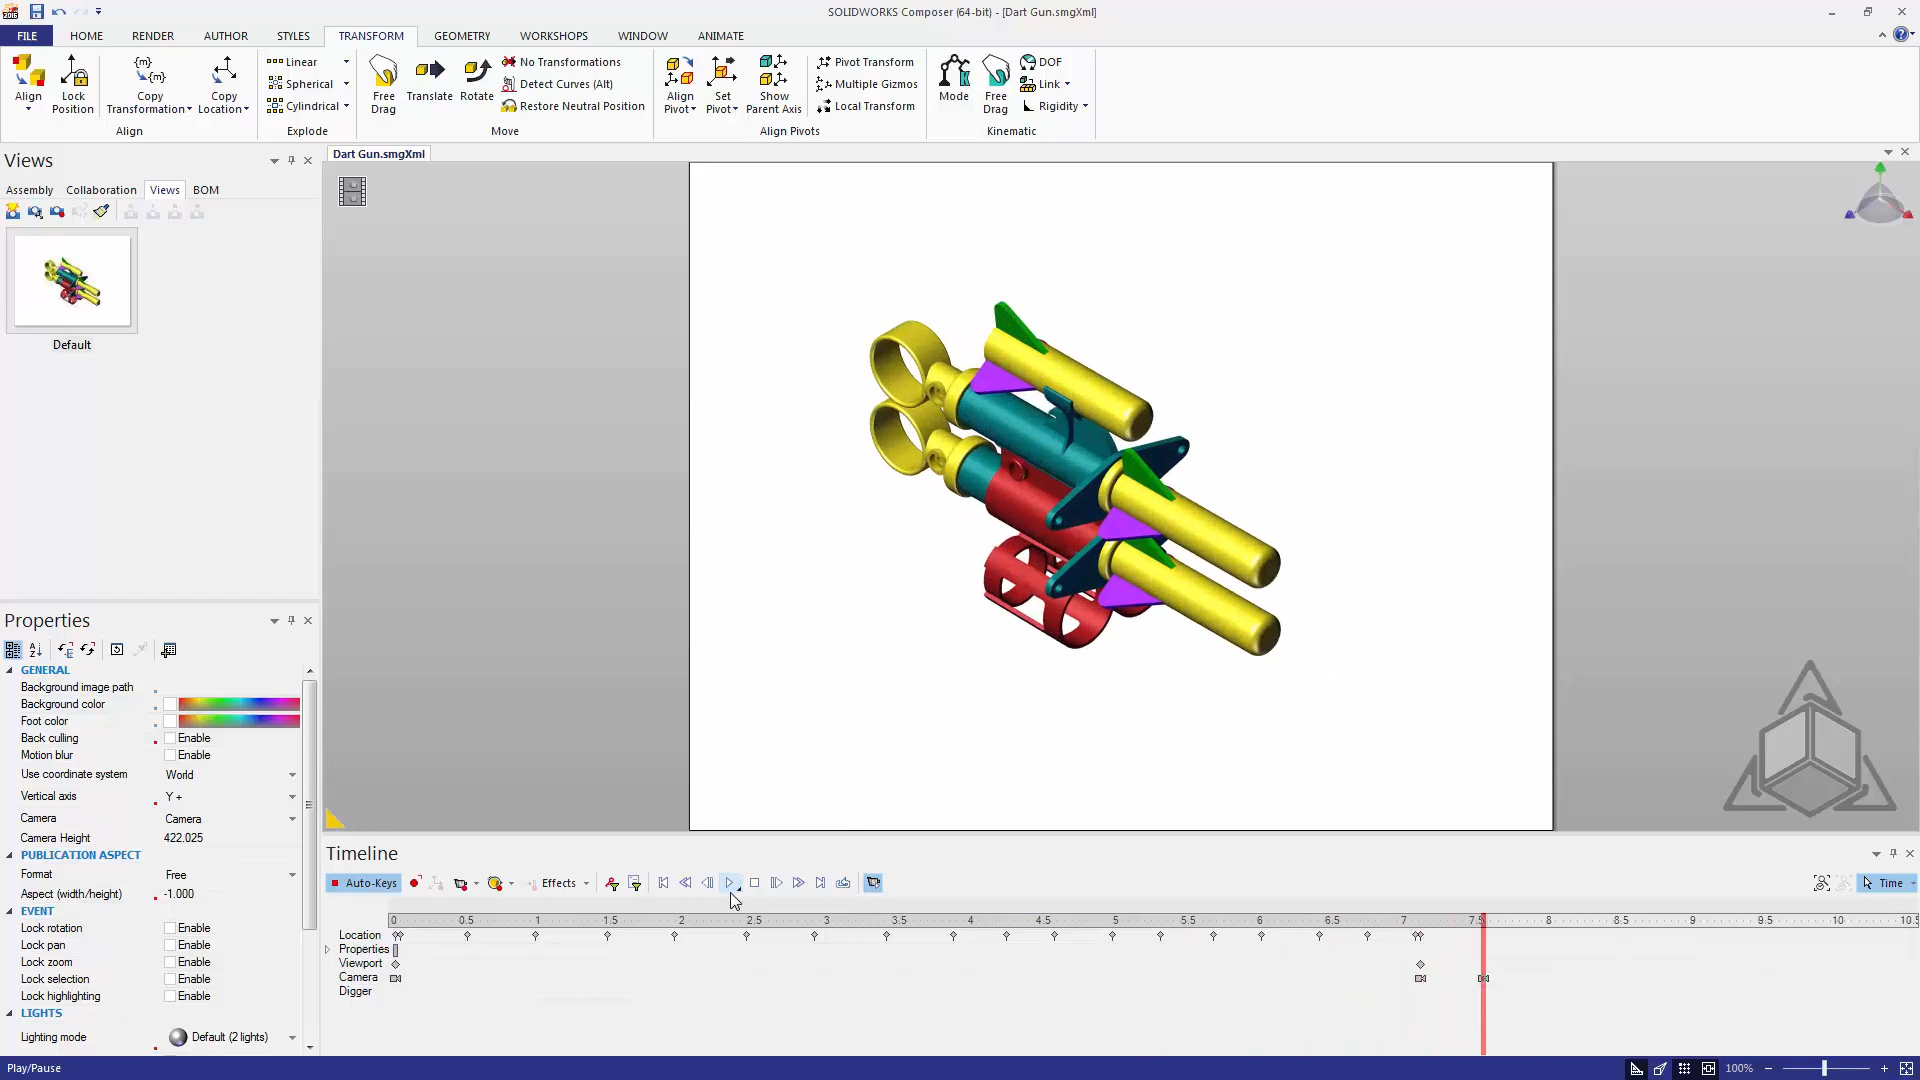 SOLIDWORKS Composer (64-bit) - [Dart Gun.smgXml]
FILE HOME RENDER AUTHOR STYLES TRANSFORM GEOMETRY WORKSHOPS WINDOW ANIMATE
Align
Lock Position
Copy Transformation
Copy Location
Align
Linear
Spherical
Cylindrical
Explode
Free Drag
Translate
Rotate
No Transformations
Detect Curves (Alt)
Restore Neutral Position
Move
Align Pivot
Set Pivot
Show Parent Axis
Pivot Transform
Multiple Gizmos
Local Transform
Align Pivots
Mode
Free Drag
DOF
Link
Rigidity
Kinematic
Views
Assembly Collaboration Views BOM
Default
Dart Gun.smgXml
Properties
GENERAL
Background image path
Background color
Foot color
Back culling Enable
Motion blur Enable
Use coordinate system World
Vertical axis Y +
Camera Camera
Camera Height 422.025
PUBLICATION ASPECT
Format Free
Aspect (width/height) -1.000
EVENT
Lock rotation Enable
Lock pan Enable
Lock zoom Enable
Lock selection Enable
Lock highlighting Enable
LIGHTS
Lighting mode Default (2 lights)
Timeline
Auto-Keys Effects Time
0 0.5 1 1.5 2 2.5 3 3.5 4 4.5 5 5.5 6 6.5 7 7.5 8 8.5 9 9.5 10 10.5
Location
Properties
Viewport
Camera
Digger
Play/Pause 100%